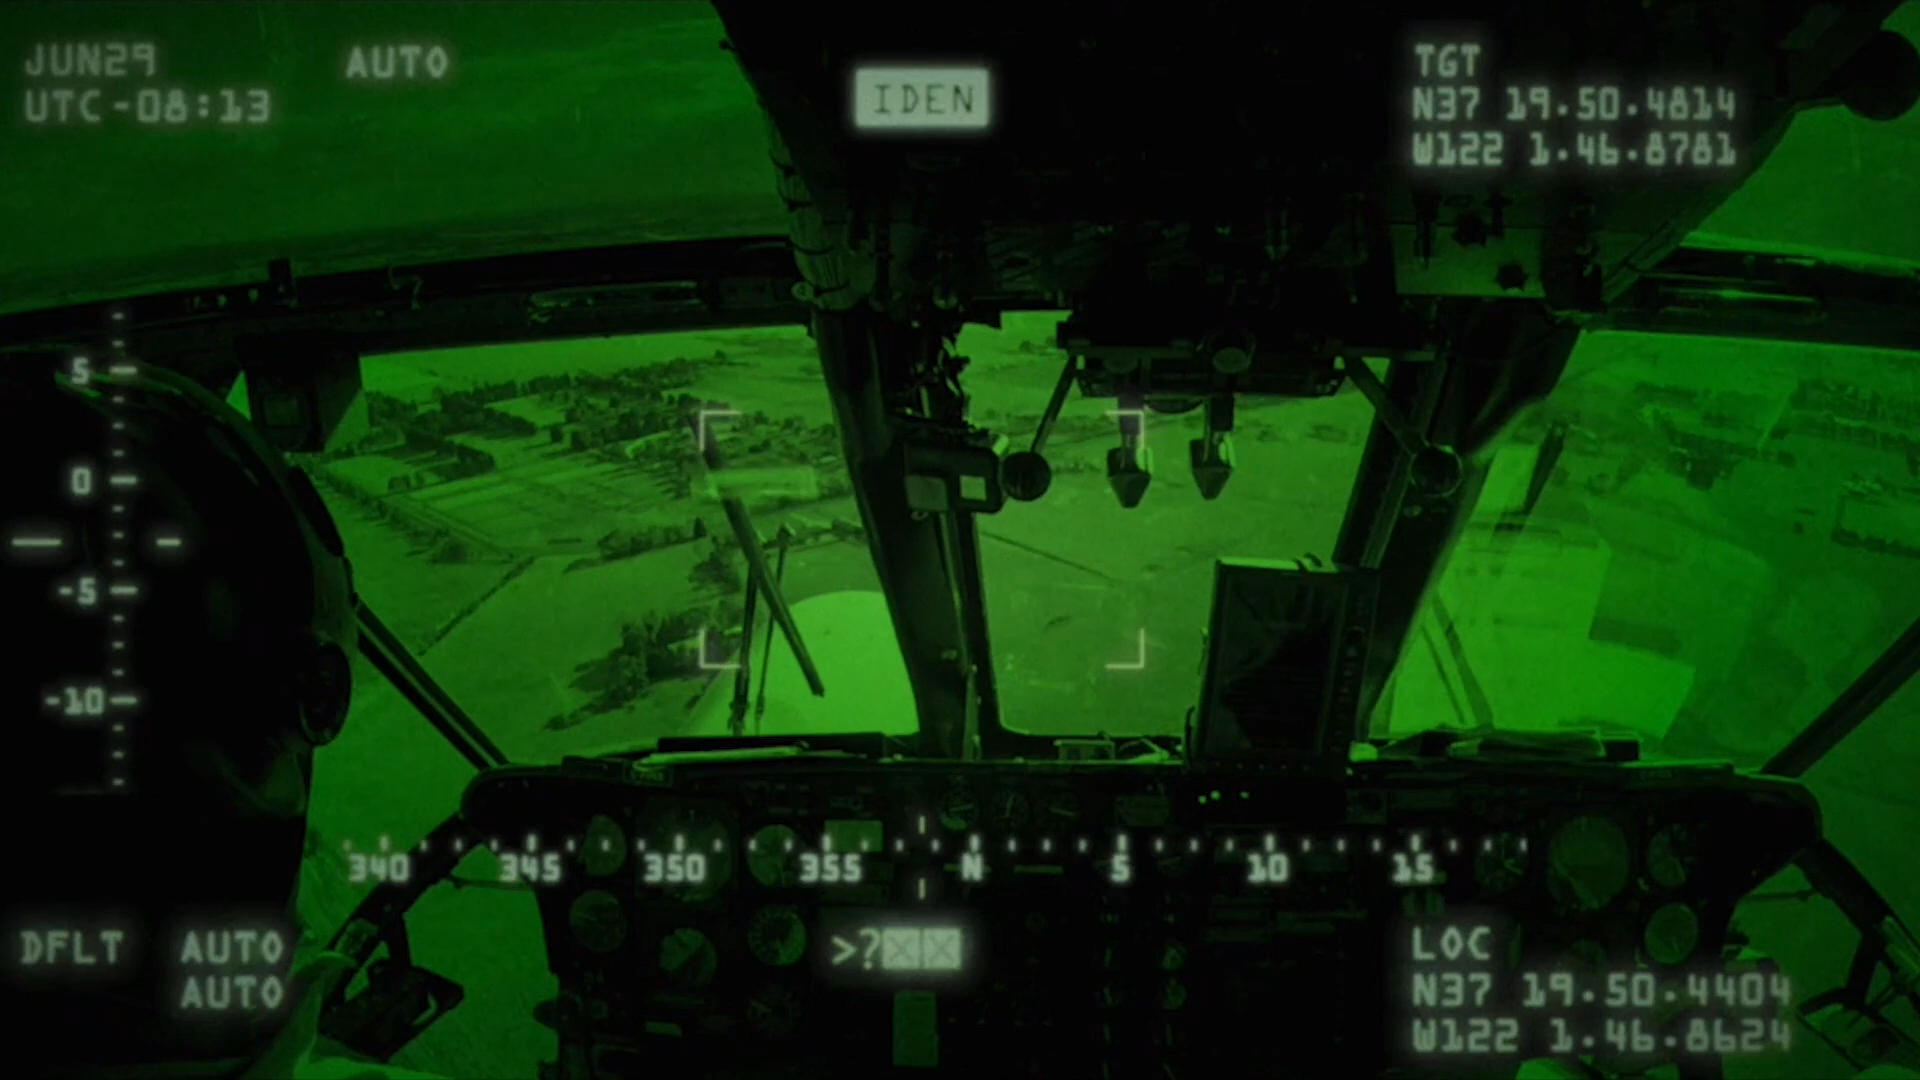 JUN29 AUTO
UTC-08:13
IDEN
TGT
N37 19.50.4814
W122 1.46.8781
5
0
-5
-10
340 345 350 355 N 5 10 15
DFLT AUTO
AUTO
>?
LOC
N37 19.50.4404
W122 1.46.8624